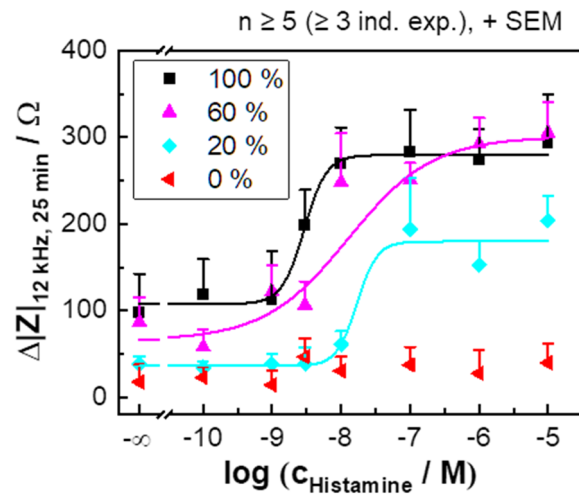 n ≥ 5 (≥ 3 ind. exp.), + SEM
400
300
200
100
0
Δ|Z|12 kHz, 25 min / Ω
100 %
60 %
20 %
0 %
-∞ -10 -9 -8 -7 -6 -5
log (cHistamine / M)